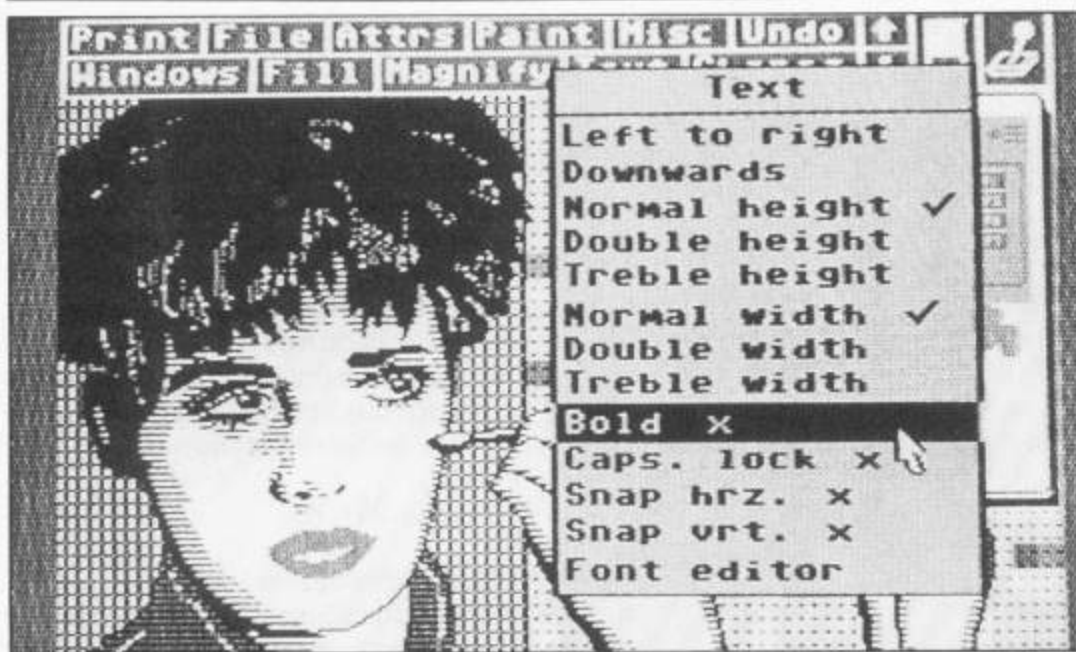 Print File Attrs Paint Misc Undo ↑
Windows Fill Magnify
Text
Left to right
Downwards
Normal height ✓
Double height
Treble height
Normal width ✓
Double width
Treble width
Bold x
Caps. lock x
Snap hrz. x
Snap vrt. x
Font editor